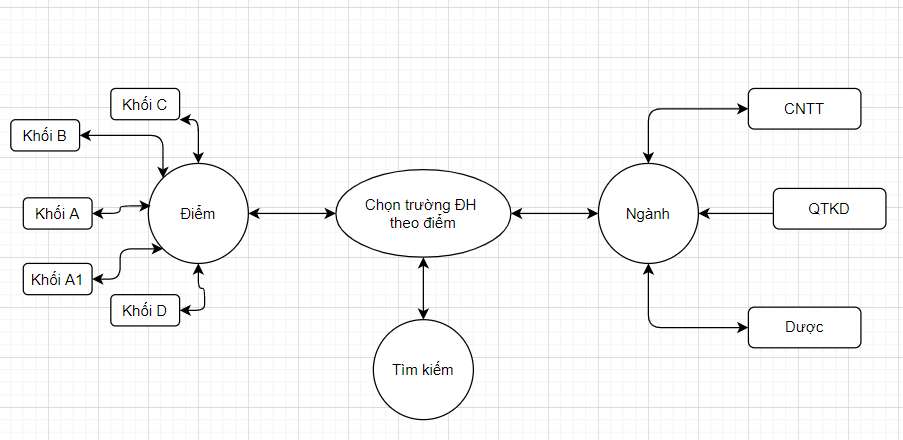 Khối C
Khối B
Khối A
Khối A1
Khối D
Điểm
Chọn trường ĐH
theo điểm
Tìm kiếm
Ngành
CNTT
QTKD
Dược